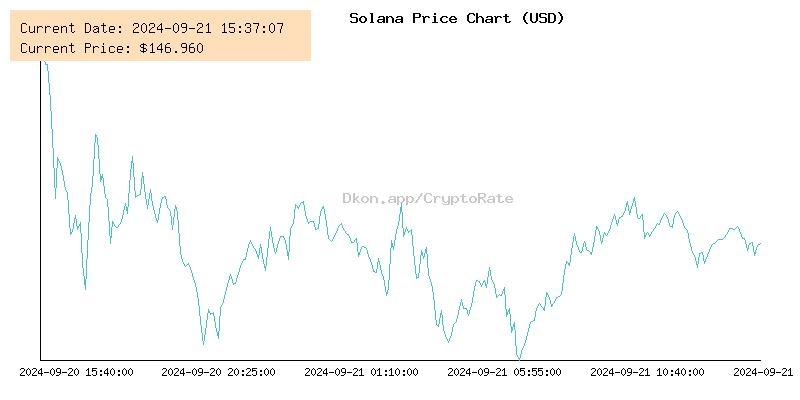 Solana Price Chart (USD)
Current Date: 2024-09-21 15:37:07
Current Price: $146.960
Dkon.app/CryptoRate
2024-09-20 15:40:00 2024-09-20 20:25:00 2024-09-21 01:10:00 2024-09-21 05:55:00 2024-09-21 10:40:00 2024-09-21